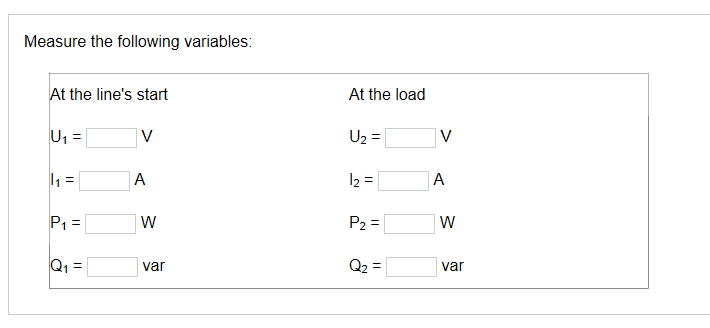 Measure the following variables:
At the line's start At the load
U₁ = V U₂ = V
I₁ = A I₂ = A
P₁ = W P₂ = W
Q₁ = var Q₂ = var